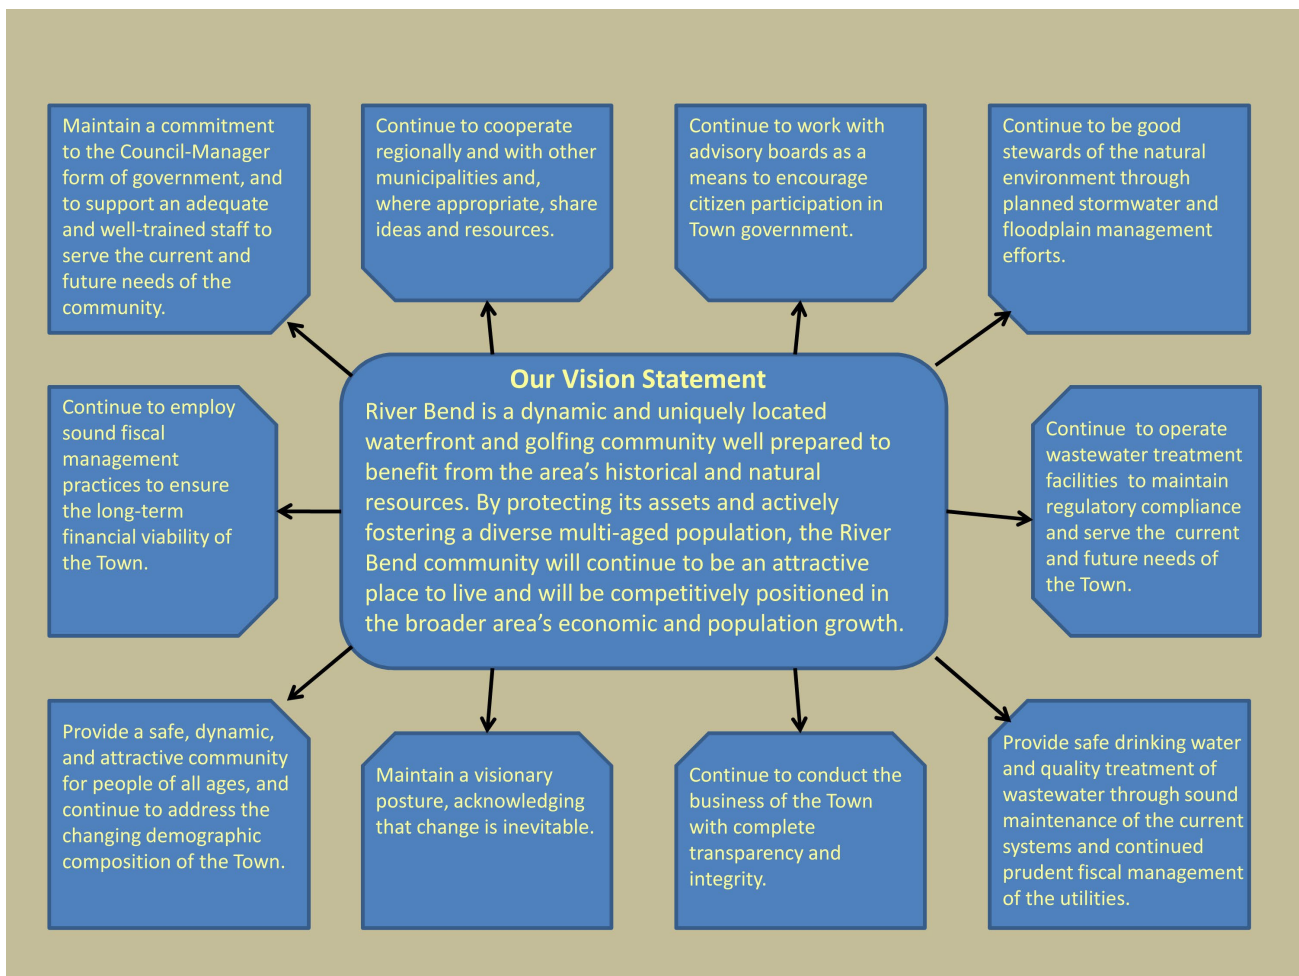 Maintain a commitment
to the Council-Manager
form of government, and
to support an adequate
and well-trained staff to
serve the current and
future needs of the
community.
Continue to cooperate
regionally and with other
municipalities and,
where appropriate, share
ideas and resources.
Continue to work with
advisory boards as a
means to encourage
citizen participation in
Town government.
Continue to be good
stewards of the natural
environment through
planned stormwater and
floodplain management
efforts.
Continue to employ
sound fiscal
management
practices to ensure
the long-term
financial viability of
the Town.
Our Vision Statement
River Bend is a dynamic and uniquely located
waterfront and golfing community well prepared to
benefit from the area’s historical and natural
resources. By protecting its assets and actively
fostering a diverse multi-aged population, the River
Bend community will continue to be an attractive
place to live and will be competitively positioned in
the broader area’s economic and population growth.
Continue to operate
wastewater treatment
facilities to maintain
regulatory compliance
and serve the current
and future needs of
the Town.
Provide a safe, dynamic,
and attractive community
for people of all ages, and
continue to address the
changing demographic
composition of the Town.
Maintain a visionary
posture, acknowledging
that change is inevitable.
Continue to conduct the
business of the Town
with complete
transparency and
integrity.
Provide safe drinking water
and quality treatment of
wastewater through sound
maintenance of the current
systems and continued
prudent fiscal management
of the utilities.